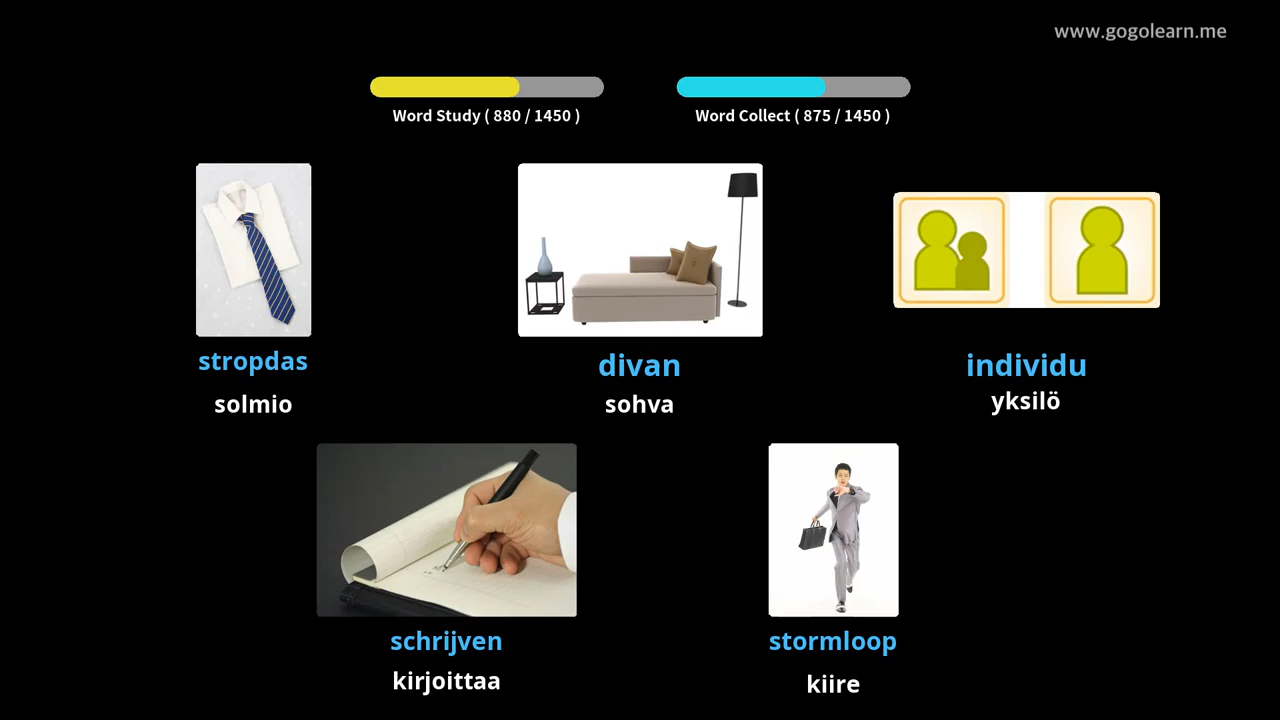 www.gogolearn.me
Word Study ( 880 / 1450 )
Word Collect ( 875 / 1450 )
stropdas
solmio
divan
sohva
individu
yksilö
schrijven
kirjoittaa
stormloop
kiire